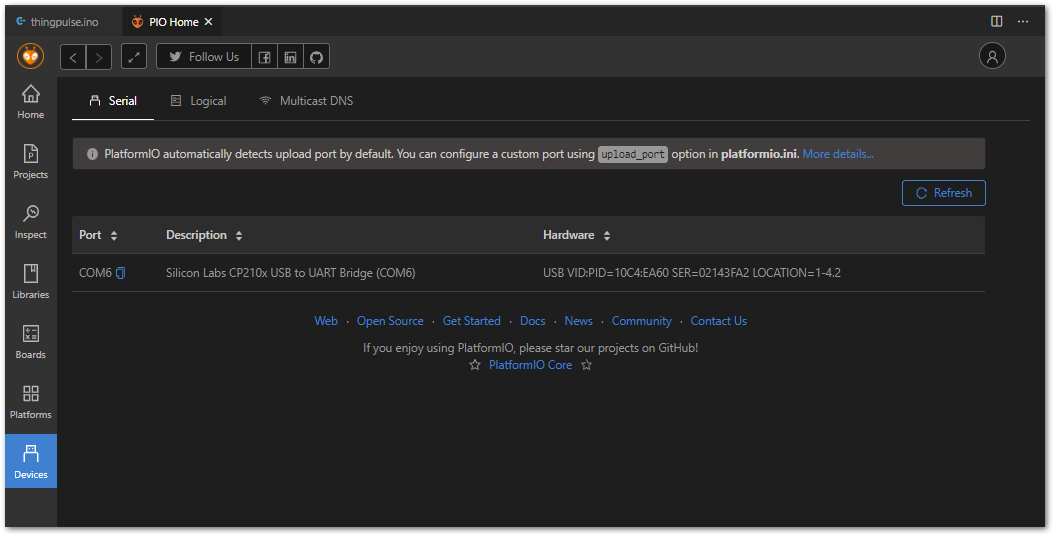 thingpulse.ino
PIO Home
Follow Us
Home
Projects
Inspect
Libraries
Boards
Platforms
Devices
Serial Logical Multicast DNS
PlatformIO automatically detects upload port by default. You can configure a custom port using upload_port option in platformio.ini. More details...
Refresh
Port Description Hardware
COM6 Silicon Labs CP210x USB to UART Bridge (COM6) USB VID:PID=10C4:EA60 SER=02143FA2 LOCATION=1-4.2
Web · Open Source · Get Started · Docs · News · Community · Contact Us
If you enjoy using PlatformIO, please star our projects on GitHub!
PlatformIO Core